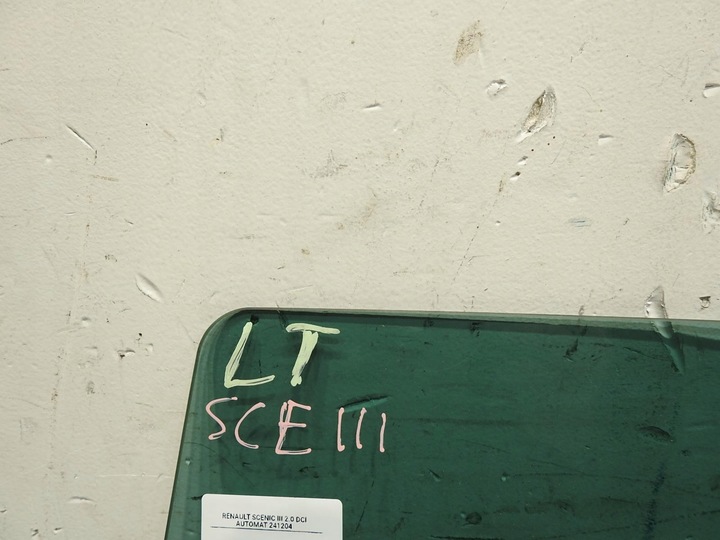 LT
SCE III
RENAULT SCENIC III 2.0 DCI
AUTOMAT 241204